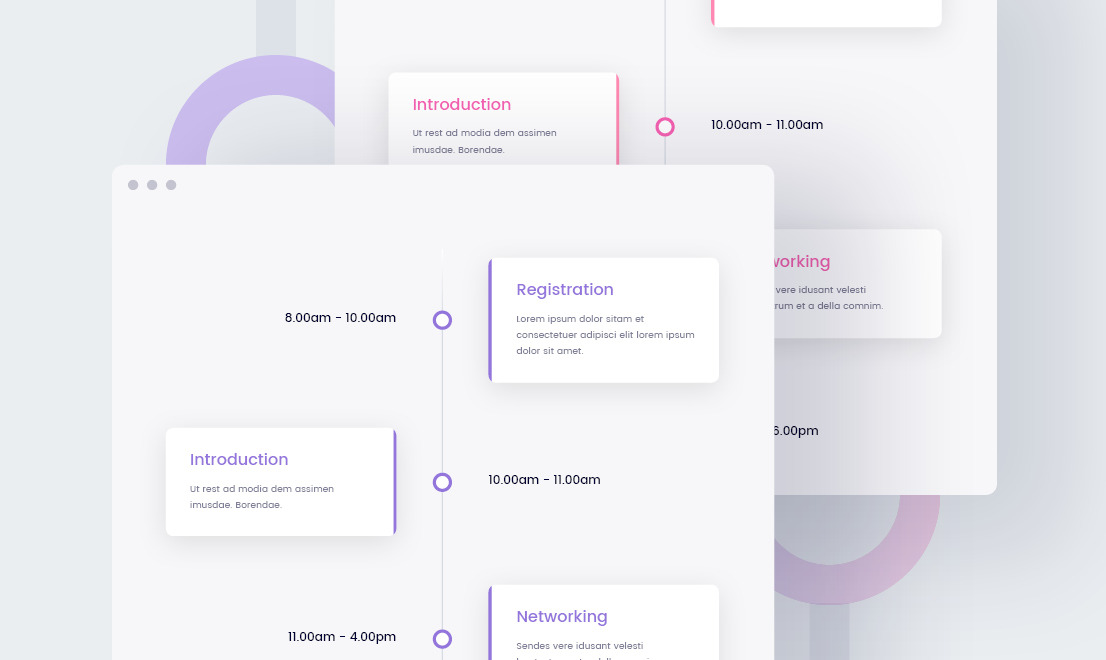 Introduction
Ut rest ad modia dem assimen
imusdae. Borendae.
10.00am - 11.00am
working
vere idusant velesti
rum et a della comnim.
6.00pm
Registration
Lorem ipsum dolor sitam et
consectetuer adipisci elit lorem ipsum
dolor sit amet.
8.00am - 10.00am
Introduction
Ut rest ad modia dem assimen
imusdae. Borendae.
10.00am - 11.00am
Networking
Sendes vere idusant velesti
11.00am - 4.00pm